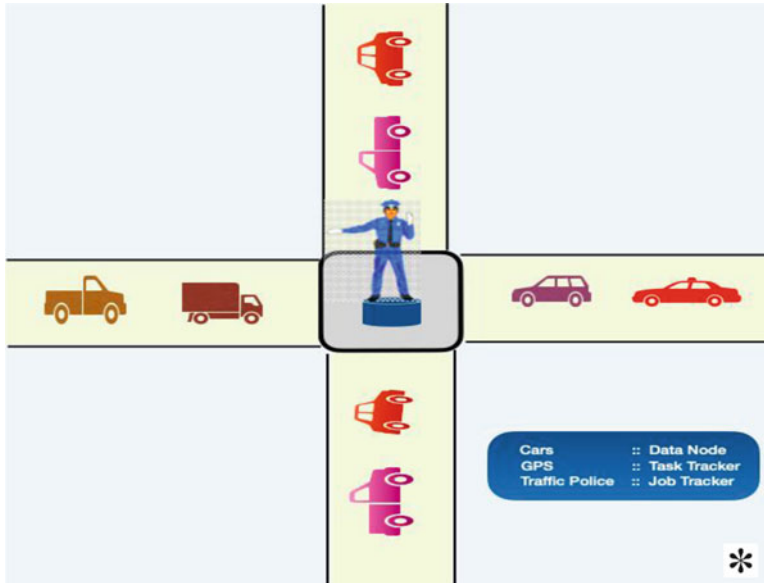 Cars :: Data Node
GPS :: Task Tracker
Traffic Police :: Job Tracker